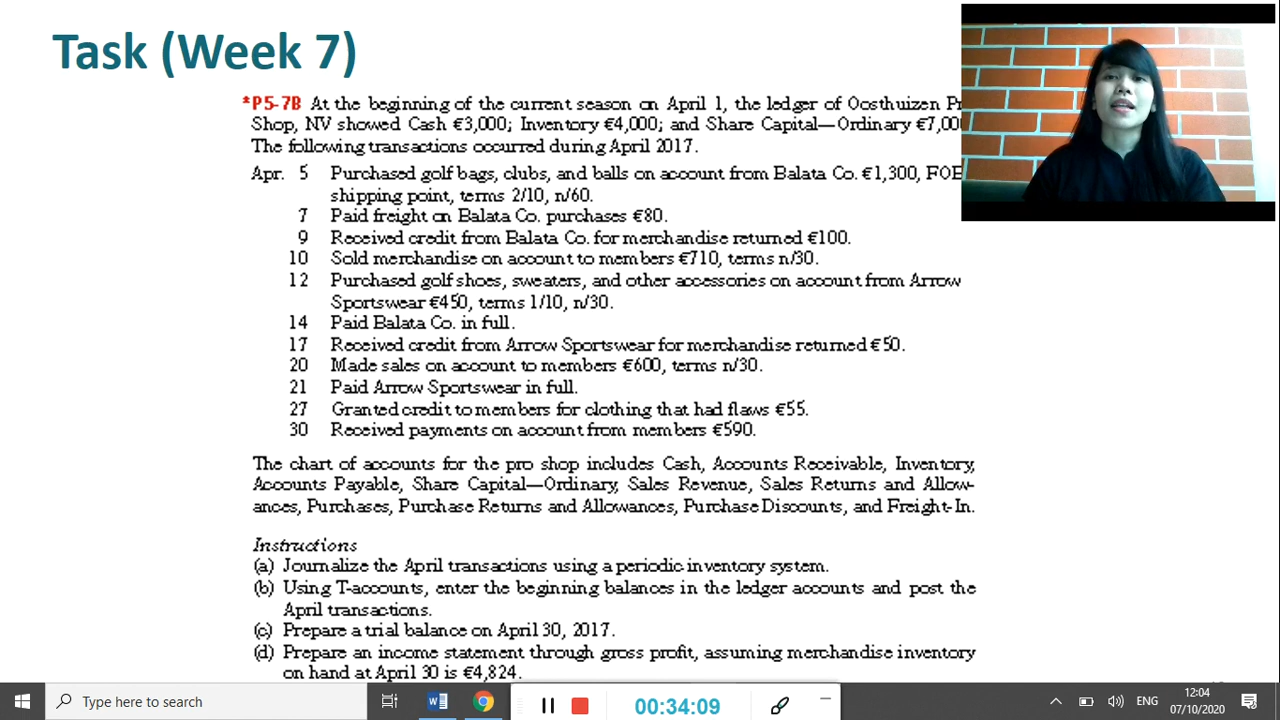 Task (Week 7)
*P5-7B At the beginning of the current season on April 1, the ledger of Oosthuizen
Shop, NV showed Cash €3,000; Inventory €4,000; and Share Capital—Ordinary
The following transactions occurred during April 2017.
Apr. 5 Purchased golf bags, clubs, and balls on account from Balata Co. €1,300, FOB
shipping point, terms 2/10, n/60.
7 Paid freight on Balata Co. purchases €80.
9 Received credit from Balata Co. for merchandise returned €100.
10 Sold merchandise on account to members €710, terms n/30.
12 Purchased golf shoes, sweaters, and other accessories on account from Arrow
Sportswear €450, terms 1/10, n/30.
14 Paid Balata Co. in full.
17 Received credit from Arrow Sportswear for merchandise returned €50.
20 Made sales on account to members €600, terms n/30.
21 Paid Arrow Sportswear in full.
27 Granted credit to members for clothing that had flaws €55.
30 Received payments on account from members €590.
The chart of accounts for the pro shop includes Cash, Accounts Receivable, Inventory,
Accounts Payable, Share Capital—Ordinary, Sales Revenue, Sales Returns and Allow-
ances, Purchases, Purchase Returns and Allowances, Purchase Discounts, and Freight-In.
Instructions
(a) Journalize the April transactions using a periodic inventory system.
(b) Using T-accounts, enter the beginning balances in the ledger accounts and post the
April transactions.
(c) Prepare a trial balance on April 30, 2017.
(d) Prepare an income statement through gross profit, assuming merchandise inventory
on hand at April 30 is €4,824.
Type here to search
00:34:09
ENG
12:04
07/10/2020